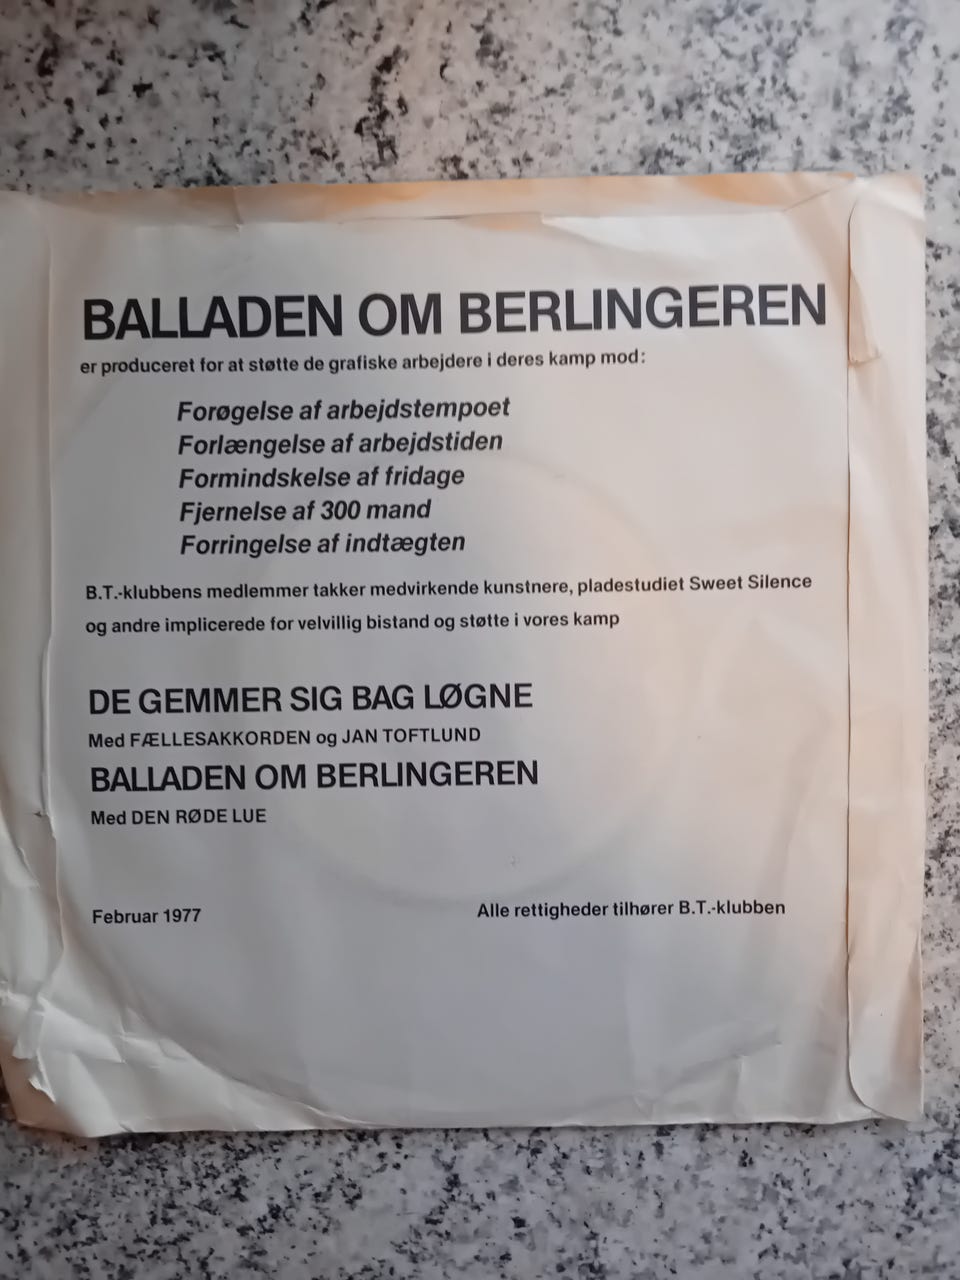 BALLADEN OM BERLINGEREN
er produceret for at støtte de grafiske arbejdere i deres kamp mod:
Forøgelse af arbejdstempoet
Forlængelse af arbejdstiden
Formindskelse af fridage
Fjernelse af 300 mand
Forringelse af indtægten
B.T.-klubbens medlemmer takker medvirkende kunstnere, pladestudiet Sweet Silence
og andre implicerede for velvillig bistand og støtte i vores kamp
DE GEMMER SIG BAG LØGNE
Med FÆLLESAKKORDEN og JAN TOFTLUND
BALLADEN OM BERLINGEREN
Med DEN RØDE LUE
Februar 1977
Alle rettigheder tilhører B.T.-klubben